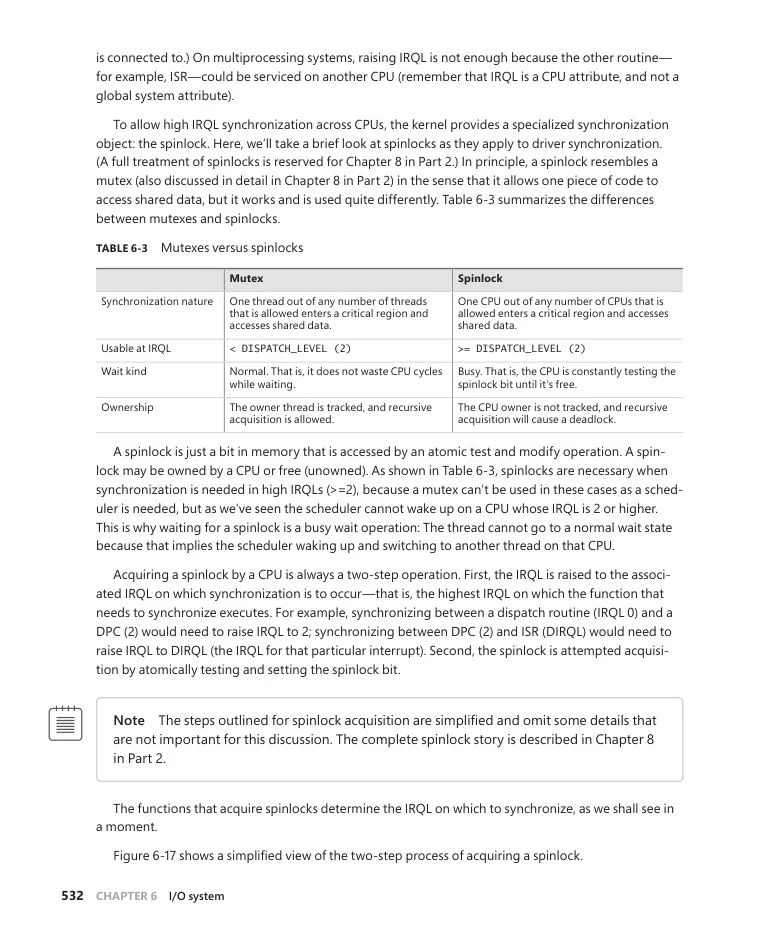 is connected to.) On multiprocessing systems, raising IRQL is not enough because the other routine—
for example, ISR—could be serviced on another CPU (remember that IRQL is a CPU attribute, and not a
global system attribute).
To allow high IRQL synchronization across CPUs, the kernel provides a specialized synchronization
object: the spinlock. Here, we'll take a brief look at spinlocks as they apply to driver synchronization.
(A full treatment of spinlocks is reserved for Chapter 8 in Part 2.) In principle, a spinlock resembles a
mutex (also discussed in detail in Chapter 8 in Part 2) in the sense that it allows one piece of code to
access shared data, but it works and is used quite differently. Table 6-3 summarizes the differences
between mutexes and spinlocks.
TABLE 6-3 Mutexes versus spinlocks
Mutex Spinlock
Synchronization nature One thread out of any number of threads One CPU out of any number of CPUs that is
that is allowed enters a critical region and allowed enters a critical region and accesses
accesses shared data. shared data.
Usable at IRQL < DISPATCH_LEVEL (2) >= DISPATCH_LEVEL (2)
Wait kind Normal. That is, it does not waste CPU cycles Busy. That is, the CPU is constantly testing the
while waiting. spinlock bit until it's free.
Ownership The owner thread is tracked, and recursive The CPU owner is not tracked, and recursive
acquisition is allowed. acquisition will cause a deadlock.
A spinlock is just a bit in memory that is accessed by an atomic test and modify operation. A spin-
lock may be owned by a CPU or free (unowned). As shown in Table 6-3, spinlocks are necessary when
synchronization is needed in high IRQLs (>=2), because a mutex can't be used in these cases as a sched-
uler is needed, but as we've seen the scheduler cannot wake up on a CPU whose IRQL is 2 or higher.
This is why waiting for a spinlock is a busy wait operation: The thread cannot go to a normal wait state
because that implies the scheduler waking up and switching to another thread on that CPU.
Acquiring a spinlock by a CPU is always a two-step operation. First, the IRQL is raised to the associ-
ated IRQL on which synchronization is to occur—that is, the highest IRQL on which the function that
needs to synchronize executes. For example, synchronizing between a dispatch routine (IRQL 0) and a
DPC (2) would need to raise IRQL to 2; synchronizing between DPC (2) and ISR (DIRQL) would need to
raise IRQL to DIRQL (the IRQL for that particular interrupt). Second, the spinlock is attempted acquisi-
tion by atomically testing and setting the spinlock bit.
Note The steps outlined for spinlock acquisition are simplified and omit some details that
are not important for this discussion. The complete spinlock story is described in Chapter 8
in Part 2.
The functions that acquire spinlocks determine the IRQL on which to synchronize, as we shall see in
a moment.
Figure 6-17 shows a simplified view of the two-step process of acquiring a spinlock.
532 CHAPTER 6 I/O system